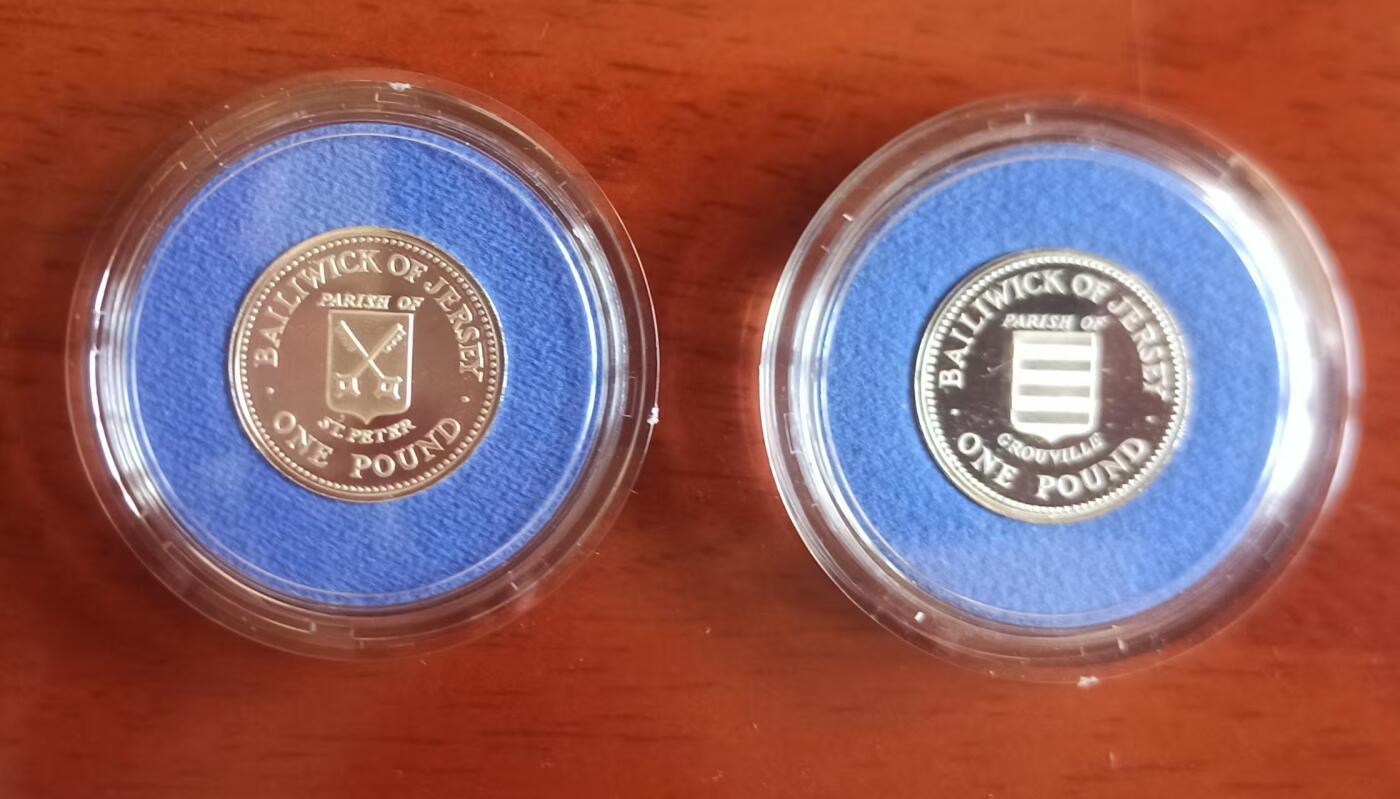 · BAILIWICK OF JERSEY ·
PARISH OF
ST. PETER
ONE POUND
· BAILIWICK OF JERSEY ·
PARISH OF
GROUVILLE
ONE POUND